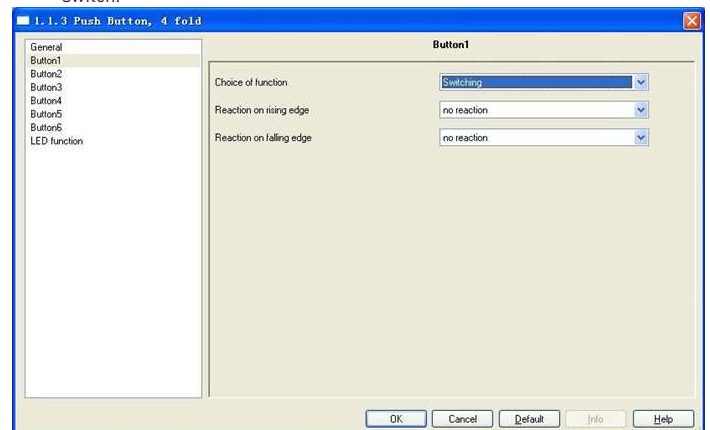 1.1.3 Push Button, 4 fold
General
Button1
Button2
Button3
Button4
Button5
Button6
LED function
Button1
Choice of function Switching
Reaction on rising edge no reaction
Reaction on falling edge no reaction
OK Cancel Default Info Help